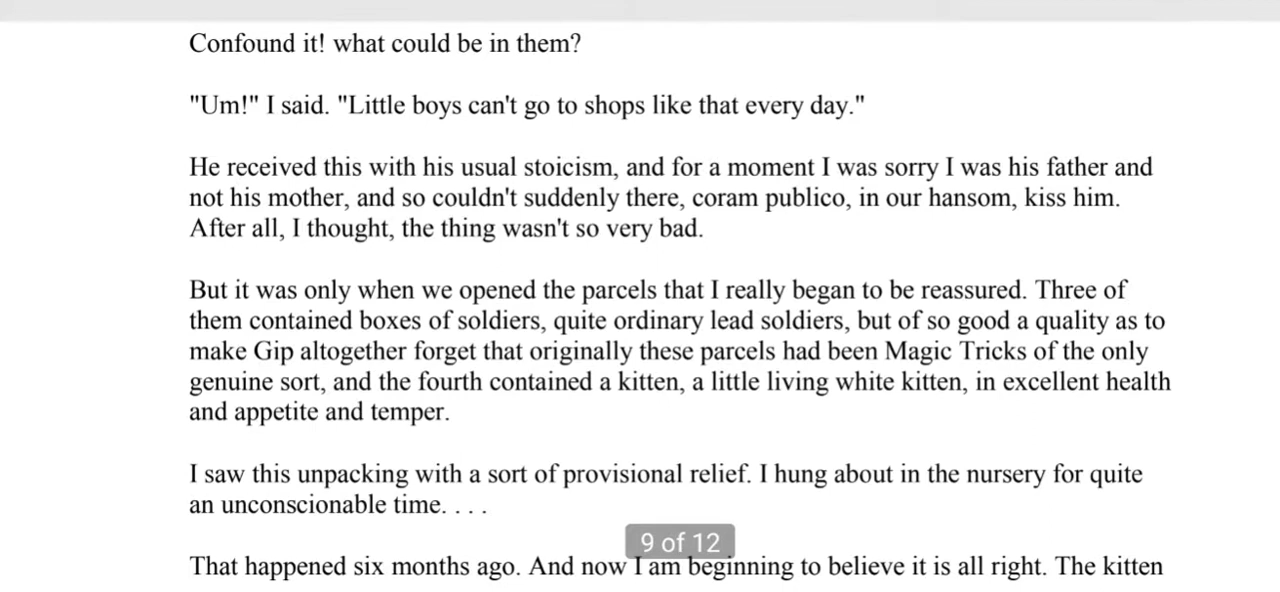 Confound it! what could be in them?
"Um!" I said. "Little boys can't go to shops like that every day."
He received this with his usual stoicism, and for a moment I was sorry I was his father and
not his mother, and so couldn't suddenly there, coram publico, in our hansom, kiss him.
After all, I thought, the thing wasn't so very bad.
But it was only when we opened the parcels that I really began to be reassured. Three of
them contained boxes of soldiers, quite ordinary lead soldiers, but of so good a quality as to
make Gip altogether forget that originally these parcels had been Magic Tricks of the only
genuine sort, and the fourth contained a kitten, a little living white kitten, in excellent health
and appetite and temper.
I saw this unpacking with a sort of provisional relief. I hung about in the nursery for quite
an unconscionable time. . . .
9 of 12
That happened six months ago. And now I am beginning to believe it is all right. The kitten